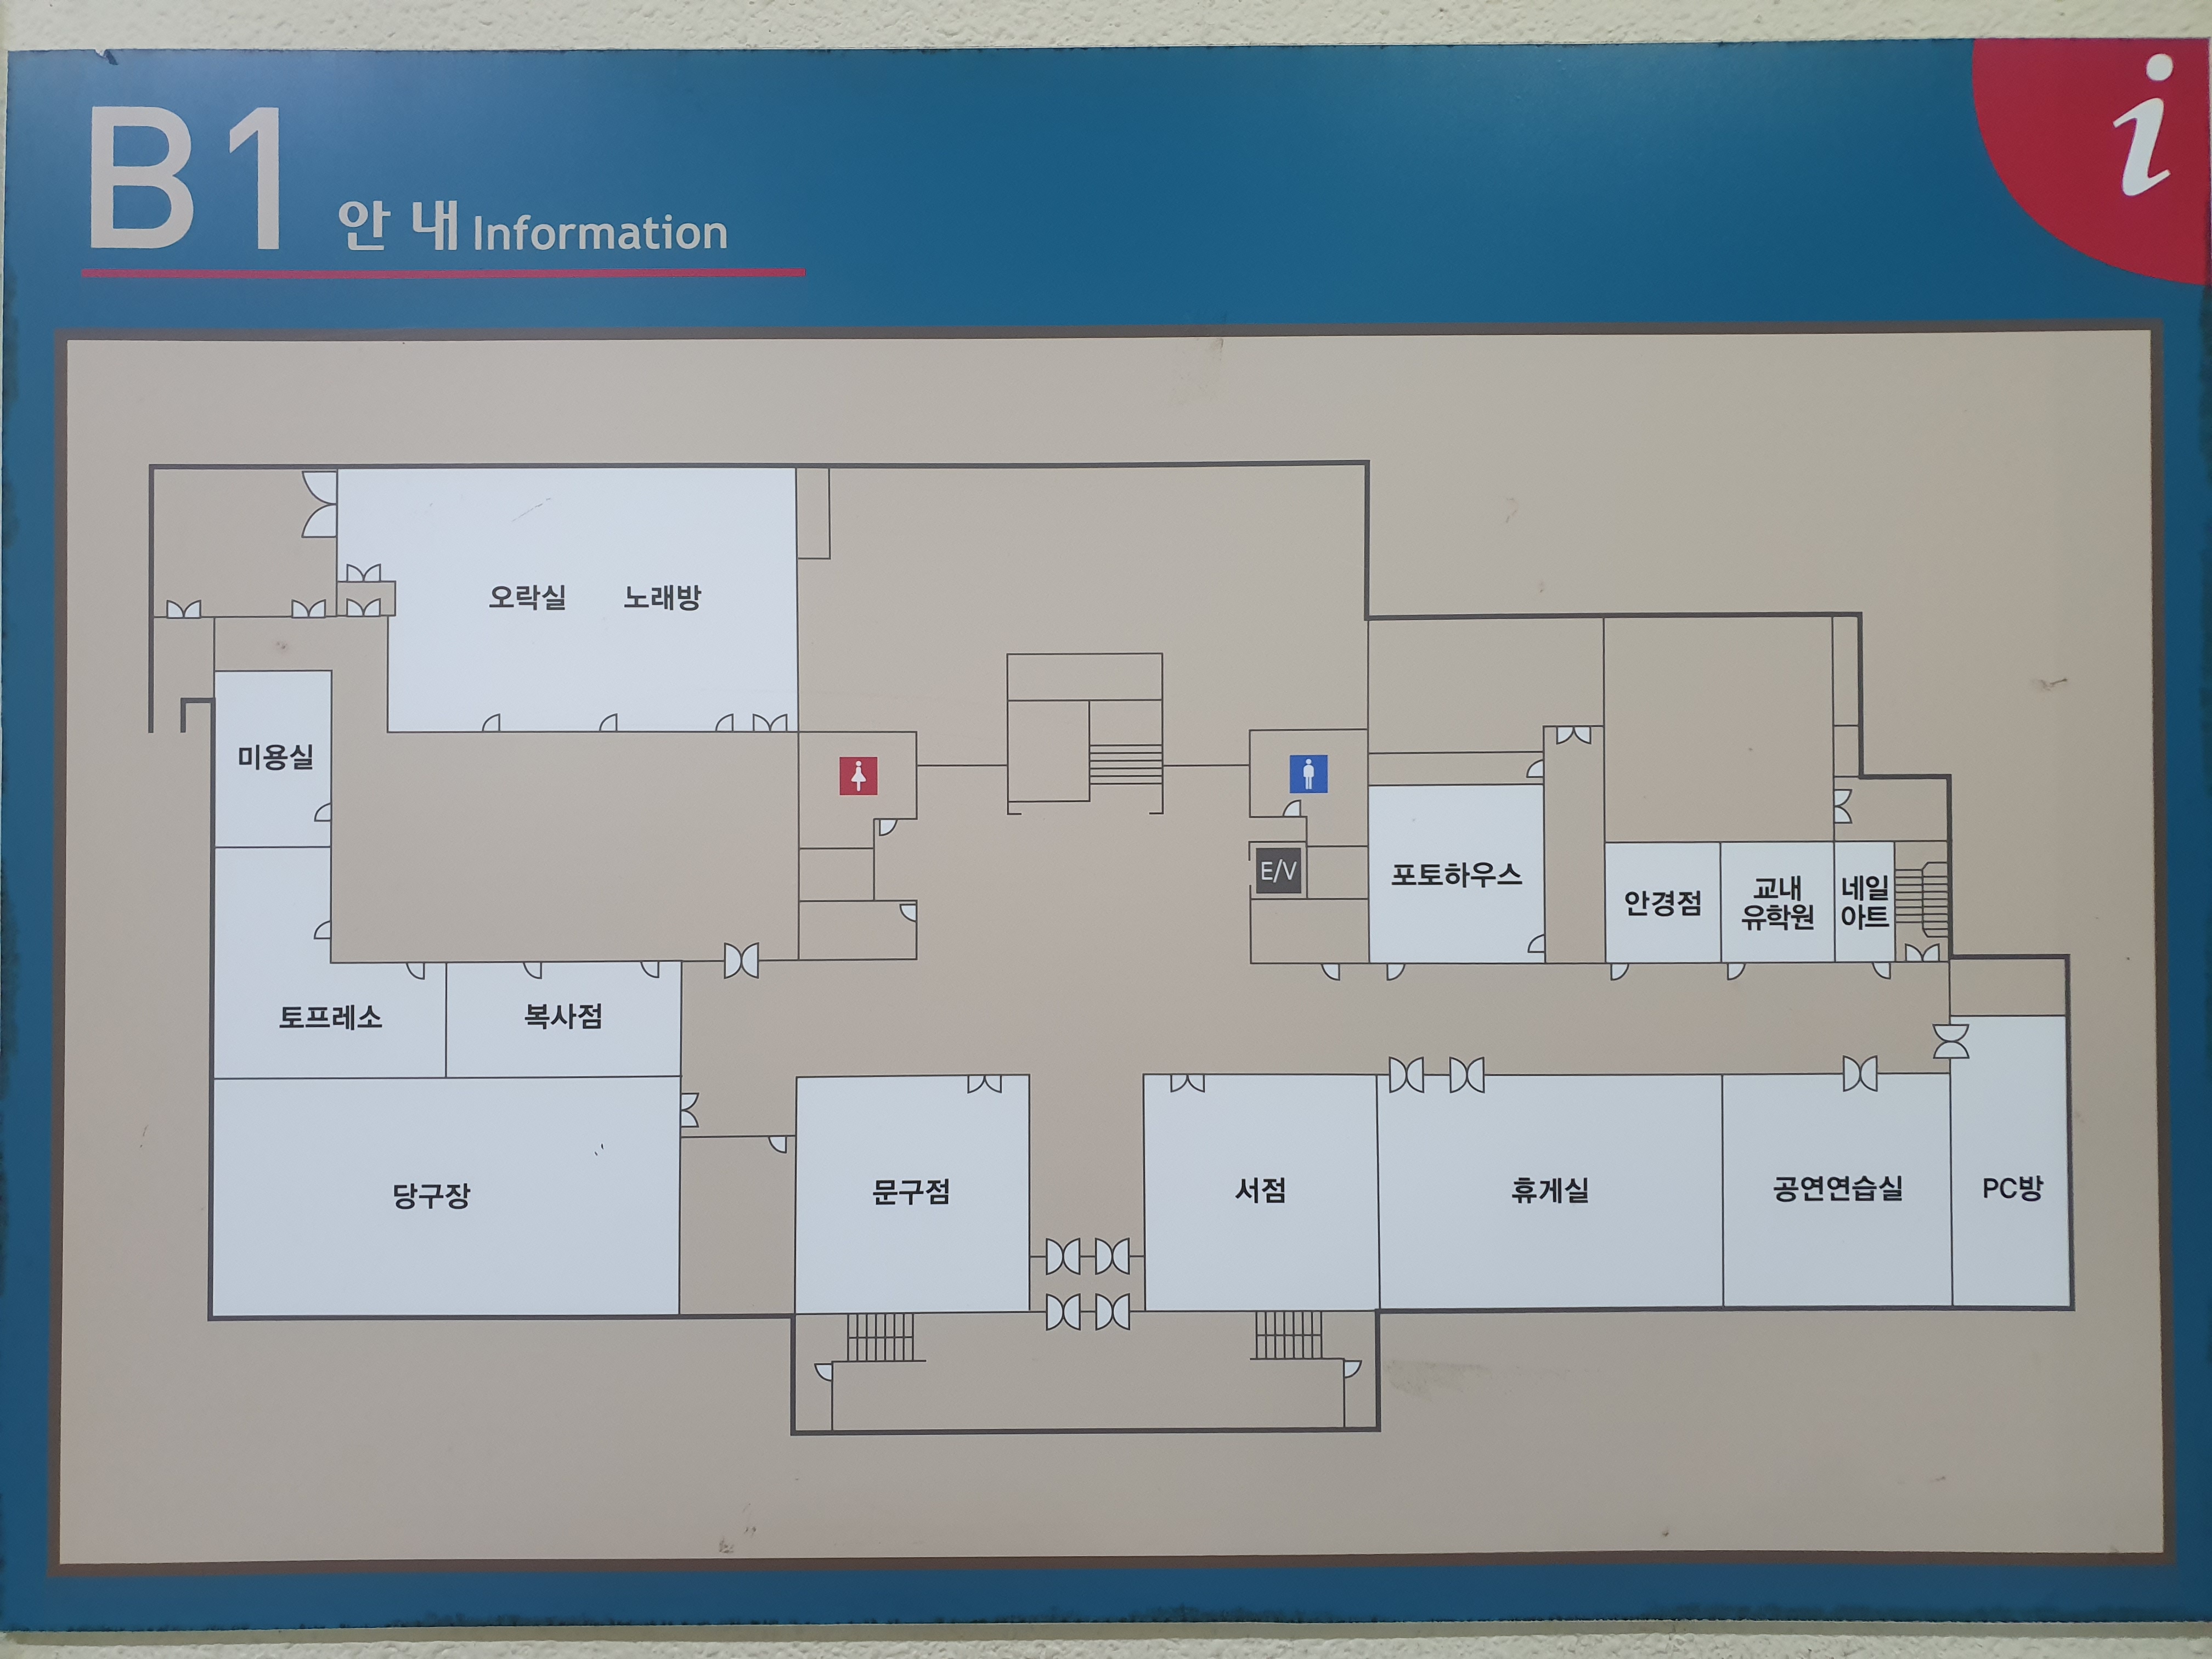 B1 안 내 Information
i
오락실 노래방
미용실
E/V
포토하우스
안경점
교내
유학원
네일
아트
토프레소
복사점
당구장
문구점
서점
휴게실
공연연습실
PC방